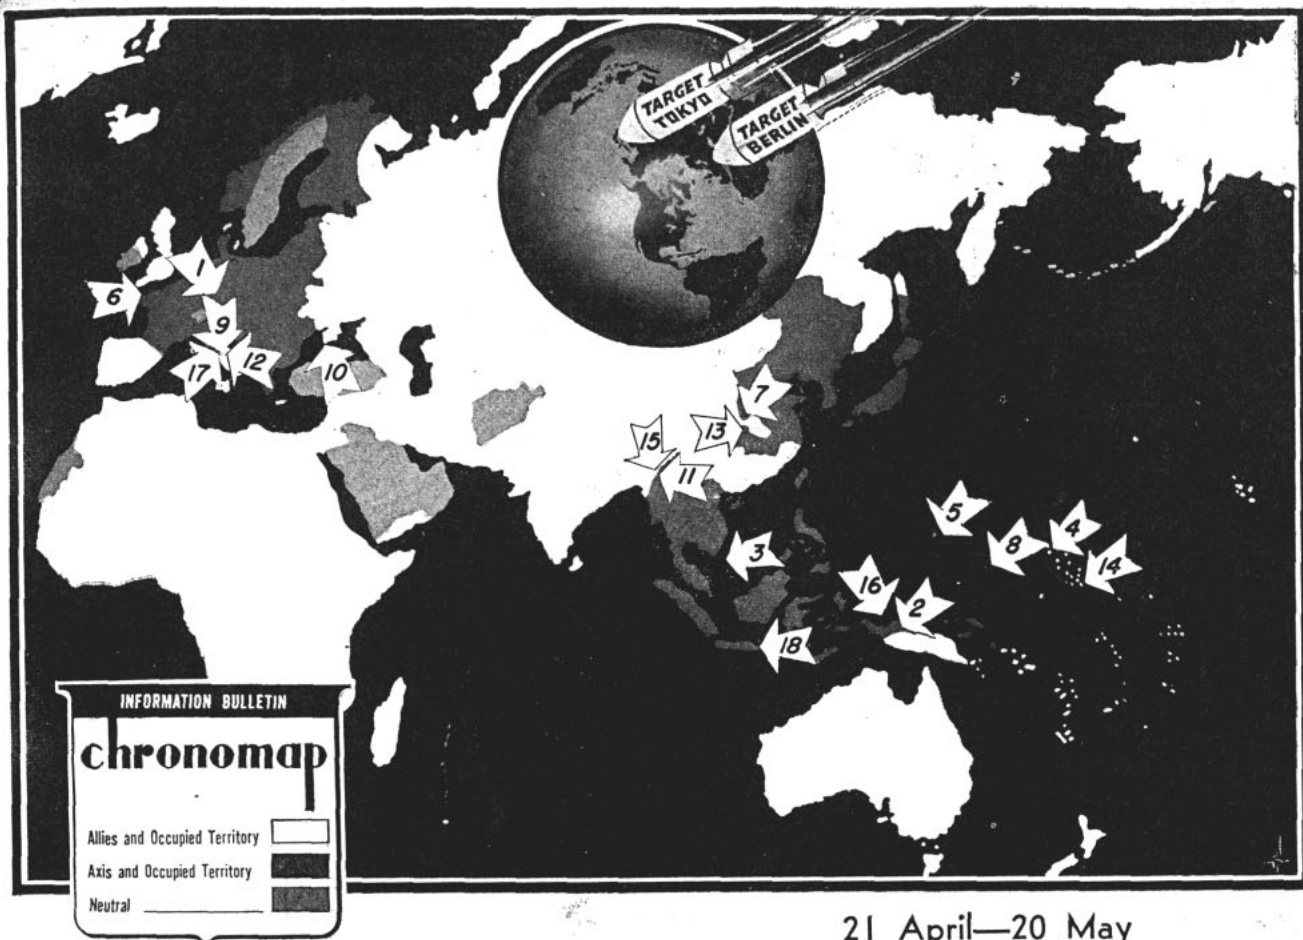 TARGET
TOKYO
TARGET
BERLIN
1
6
9
12
17
10
7
13
15
11
5
8
4
14
3
16
2
18
INFORMATION BULLETIN
chronomap
Allies and Occupied Territory
Axis and Occupied Territory
Neutral
21 April—20 May